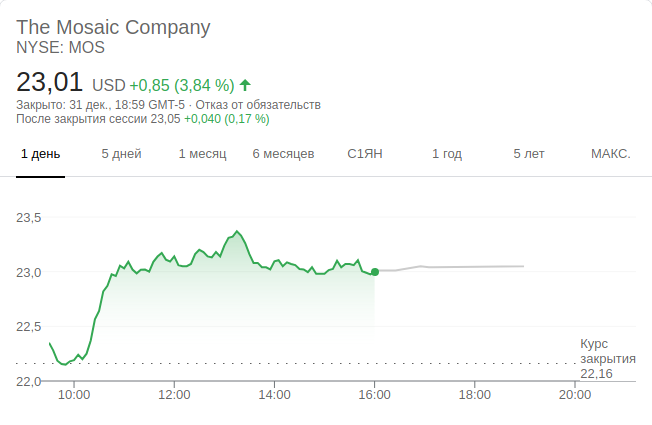 The Mosaic Company
NYSE: MOS
23,01 USD +0,85 (3,84 %)
Закрыто: 31 дек., 18:59 GMT-5 · Отказ от обязательств
После закрытия сессии 23,05 +0,040 (0,17 %)
1 день 5 дней 1 месяц 6 месяцев С1ЯН 1 год 5 лет МАКС.
23,5
23,0
22,5
Курс
закрытия
22,16
22,0
10:00 12:00 14:00 16:00 18:00 20:00